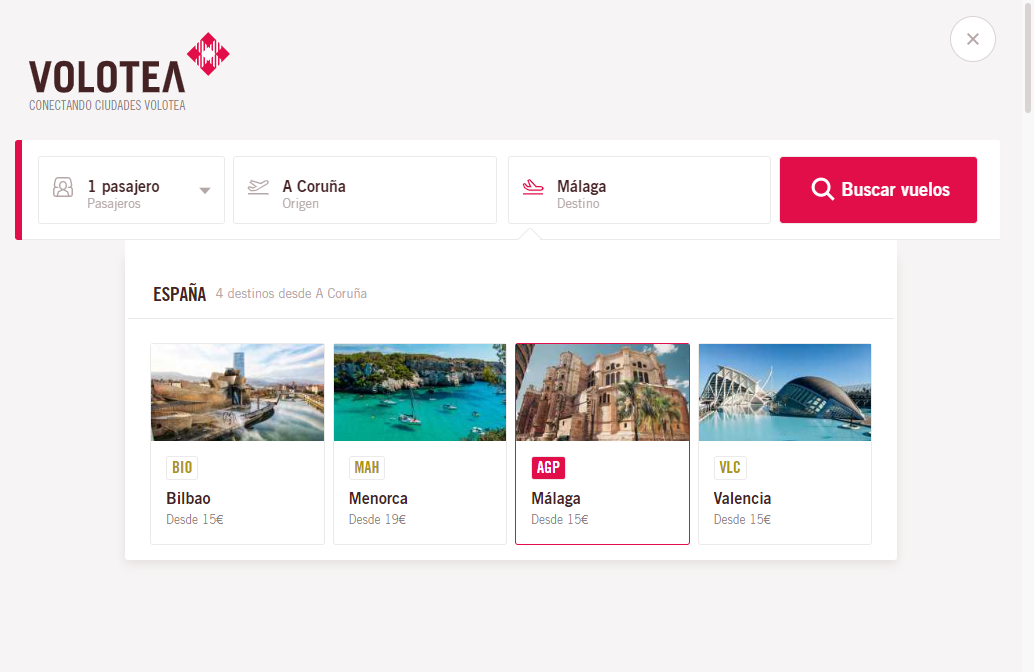 VOLOTEA
CONECTANDO CIUDADES VOLOTEA
1 pasajero
Pasajeros
A Coruña
Origen
Málaga
Destino
Buscar vuelos
ESPAÑA 4 destinos desde A Coruña
BIO
Bilbao
Desde 15€
MAH
Menorca
Desde 19€
AGP
Málaga
Desde 15€
VLC
Valencia
Desde 15€